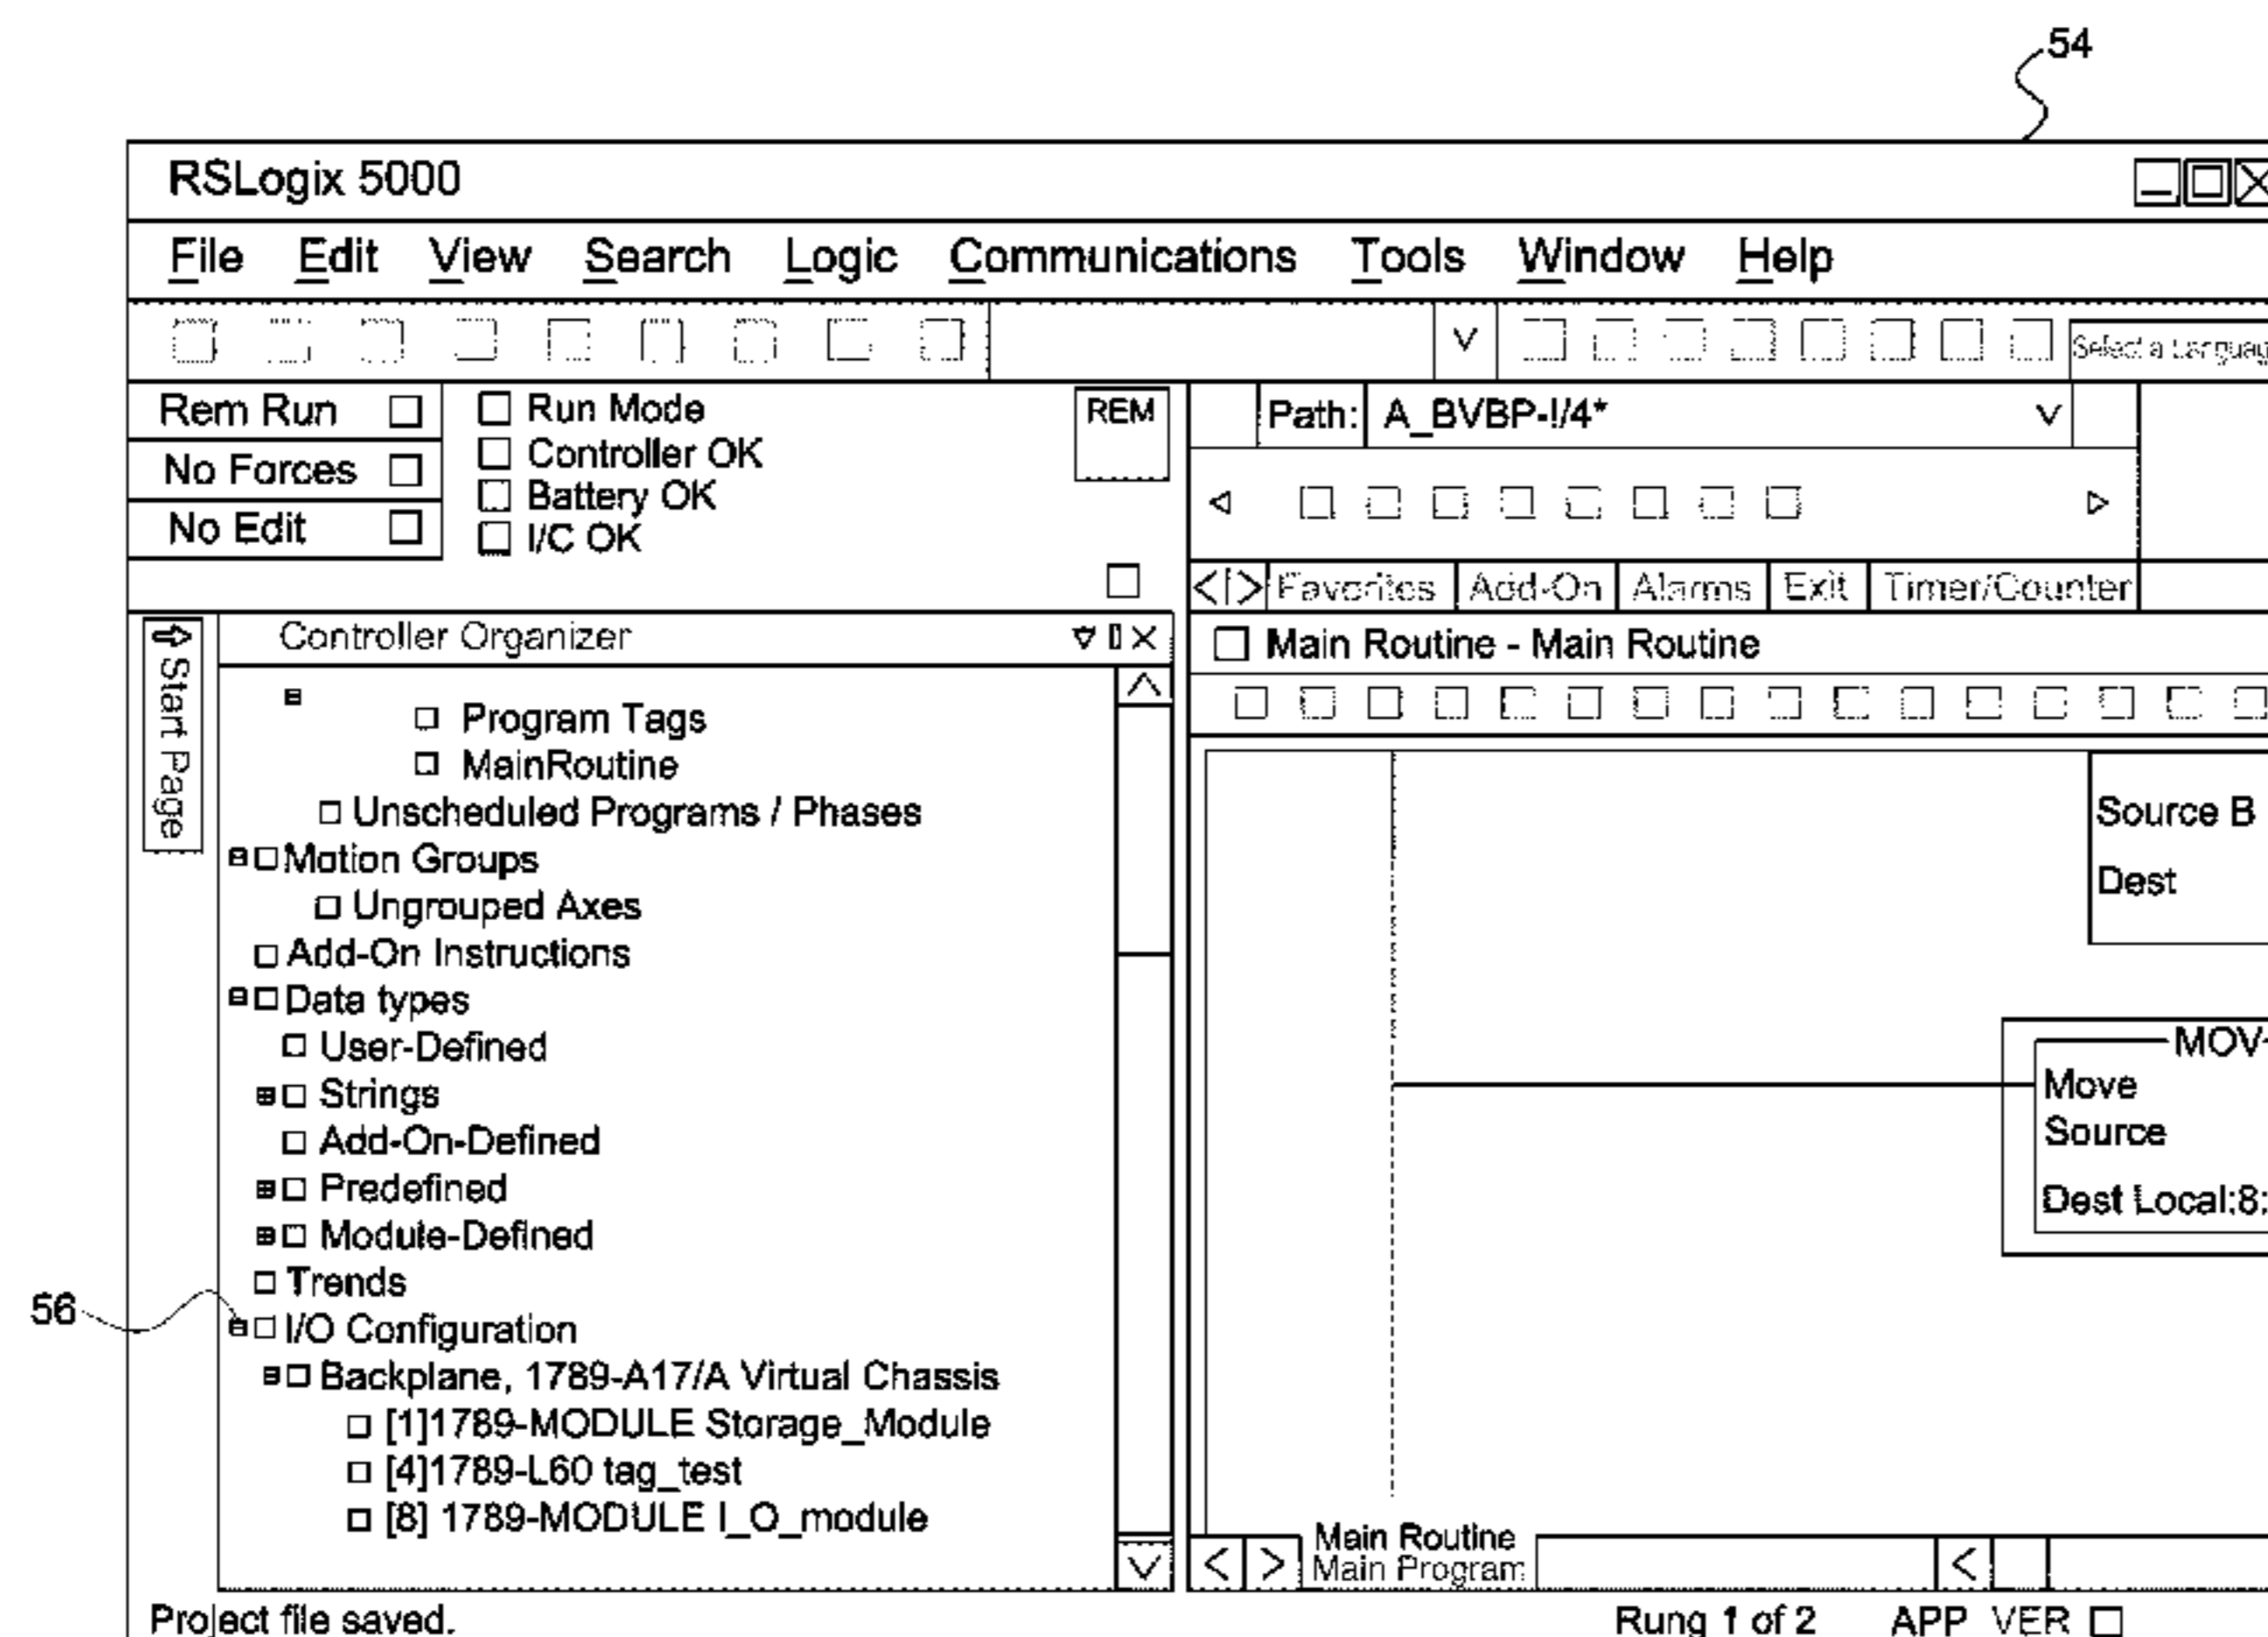 54
RSLogix 5000
File Edit View Search Logic Communications Tools Window Help
Select a Languag
Rem Run
No Forces
No Edit
Run Mode
Controller OK
Battery OK
I/C OK
REM
Path: A_BVBP-!/4*
Favorites Add-On Alarms Exit Timer/Counter
Start Page
Controller Organizer
Program Tags
MainRoutine
Unscheduled Programs / Phases
Motion Groups
Ungrouped Axes
Add-On Instructions
Data types
User-Defined
Strings
Add-On-Defined
Predefined
Module-Defined
Trends
56
I/O Configuration
Backplane, 1789-A17/A Virtual Chassis
[1]1789-MODULE Storage_Module
[4]1789-L60 tag_test
[8] 1789-MODULE I_O_module
Main Routine - Main Routine
Source B
Dest
MOV
Move
Source
Dest Local:8:
Main Routine
Main Program
Project file saved.
Rung 1 of 2 APP VER